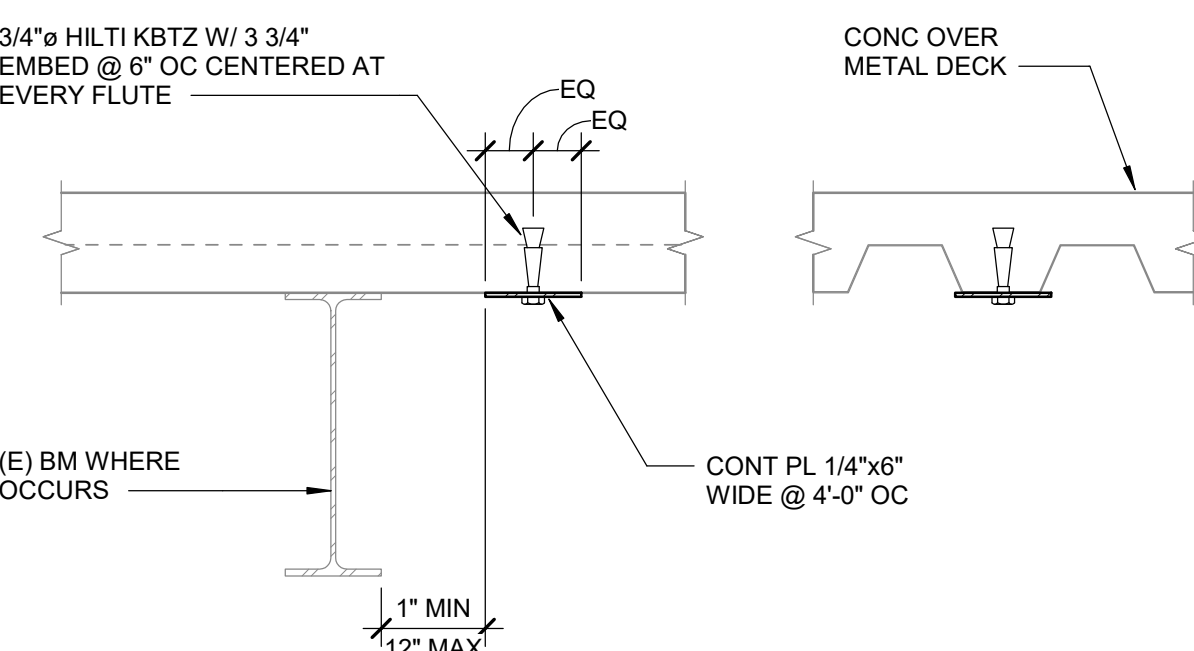 3/4"ø HILTI KBTZ W/ 3 3/4"
EMBED @ 6" OC CENTERED AT
EVERY FLUTE
EQ
EQ
CONC OVER
METAL DECK
(E) BM WHERE
OCCURS
CONT PL 1/4"x6"
WIDE @ 4'-0" OC
1" MIN
12" MAX